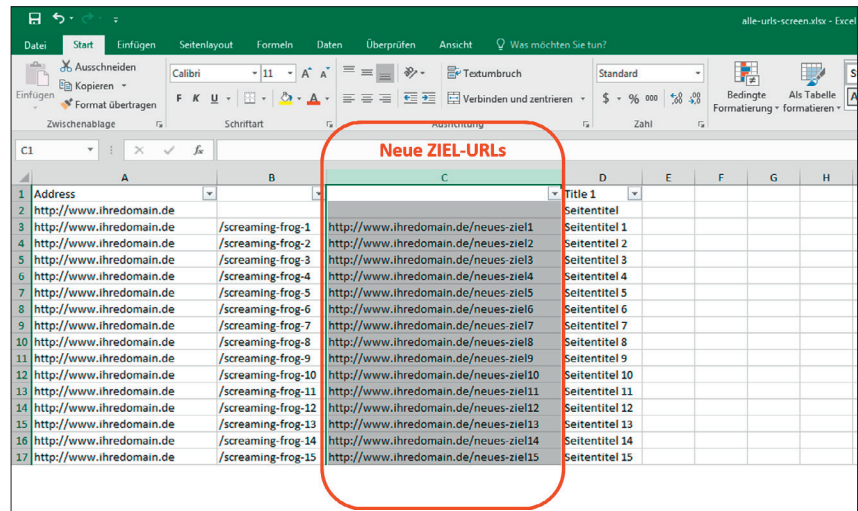 alle-urls-screen.xlsx - Excel
Datei Start Einfügen Seitenlayout Formeln Daten Überprüfen Ansicht Was möchten Sie tun?
Einfügen
Ausschneiden
Kopieren
Format übertragen
Zwischenablage
Calibri 11 A A
F K U A
Schriftart
Textumbruch
Verbinden und zentrieren
Ausrichtung
Standard
$ % 000
Zahl
Bedingte Formatierung
Als Tabelle formatieren
C1 fx
Neue ZIEL-URLs
A B C D E F G H
1 Address Title 1
2 http://www.ihredomain.de Seitentitel
3 http://www.ihredomain.de /screaming-frog-1 http://www.ihredomain.de/neues-ziel1 Seitentitel 1
4 http://www.ihredomain.de /screaming-frog-2 http://www.ihredomain.de/neues-ziel2 Seitentitel 2
5 http://www.ihredomain.de /screaming-frog-3 http://www.ihredomain.de/neues-ziel3 Seitentitel 3
6 http://www.ihredomain.de /screaming-frog-4 http://www.ihredomain.de/neues-ziel4 Seitentitel 4
7 http://www.ihredomain.de /screaming-frog-5 http://www.ihredomain.de/neues-ziel5 Seitentitel 5
8 http://www.ihredomain.de /screaming-frog-6 http://www.ihredomain.de/neues-ziel6 Seitentitel 6
9 http://www.ihredomain.de /screaming-frog-7 http://www.ihredomain.de/neues-ziel7 Seitentitel 7
10 http://www.ihredomain.de /screaming-frog-8 http://www.ihredomain.de/neues-ziel8 Seitentitel 8
11 http://www.ihredomain.de /screaming-frog-9 http://www.ihredomain.de/neues-ziel9 Seitentitel 9
12 http://www.ihredomain.de /screaming-frog-10 http://www.ihredomain.de/neues-ziel10 Seitentitel 10
13 http://www.ihredomain.de /screaming-frog-11 http://www.ihredomain.de/neues-ziel11 Seitentitel 11
14 http://www.ihredomain.de /screaming-frog-12 http://www.ihredomain.de/neues-ziel12 Seitentitel 12
15 http://www.ihredomain.de /screaming-frog-13 http://www.ihredomain.de/neues-ziel13 Seitentitel 13
16 http://www.ihredomain.de /screaming-frog-14 http://www.ihredomain.de/neues-ziel14 Seitentitel 14
17 http://www.ihredomain.de /screaming-frog-15 http://www.ihredomain.de/neues-ziel15 Seitentitel 15